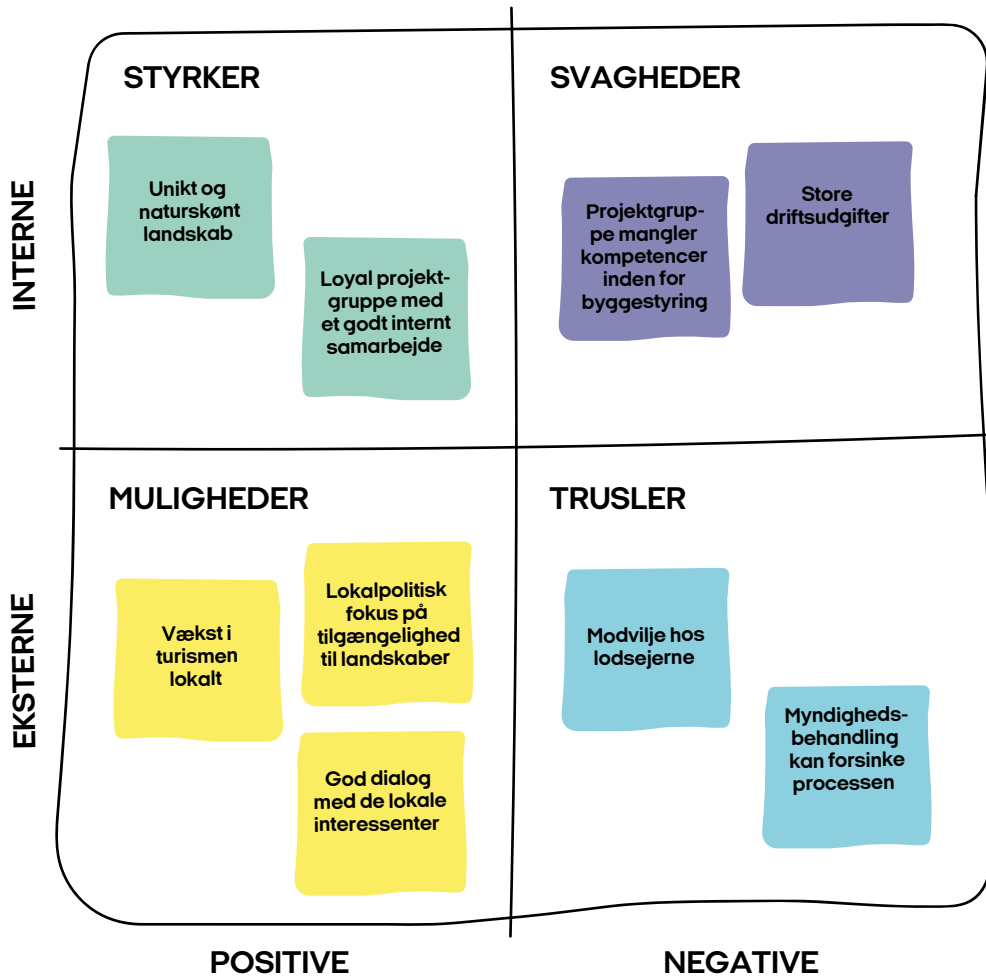 STYRKER
SVAGHEDER
INTERNE
Unikt og
naturskønt
landskab
Loyal projekt-
gruppe med
et godt internt
samarbejde
Projektgrup-
pe mangler
kompetencer
inden for
byggestyring
Store
driftsudgifter
MULIGHEDER
TRUSLER
EKSTERNE
Vækst i
turismen
lokalt
Lokalpolitisk
fokus på
tilgængelighed
til landskaber
God dialog
med de lokale
interessenter
Modvilje hos
lodsejerne
Myndigheds-
behandling
kan forsinke
processen
POSITIVE
NEGATIVE